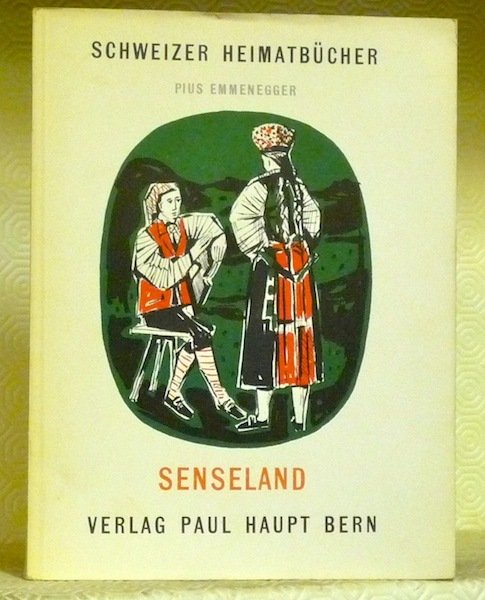 SCHWEIZER HEIMATBÜCHER
PIUS EMMENEGGER
SENSELAND
VERLAG PAUL HAUPT BERN